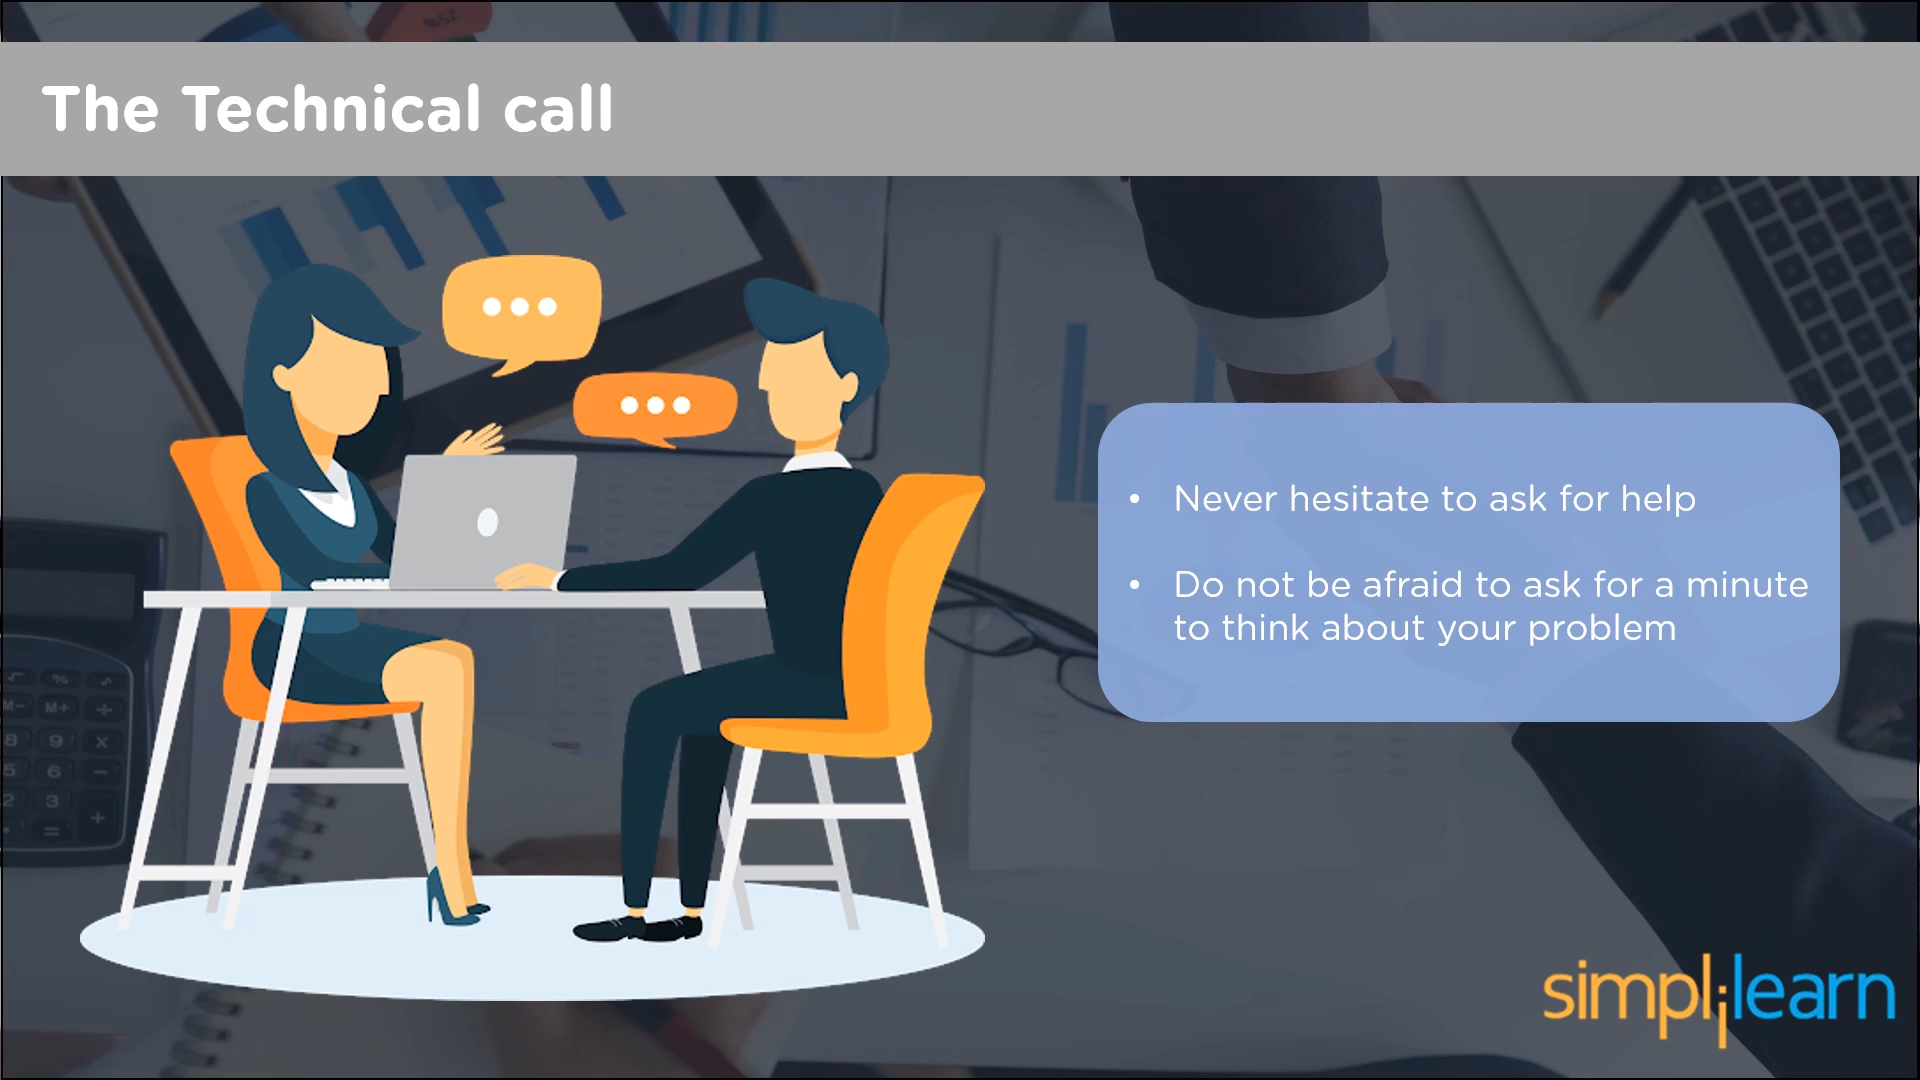 The Technical call
• Never hesitate to ask for help
• Do not be afraid to ask for a minute
to think about your problem
simplilearn